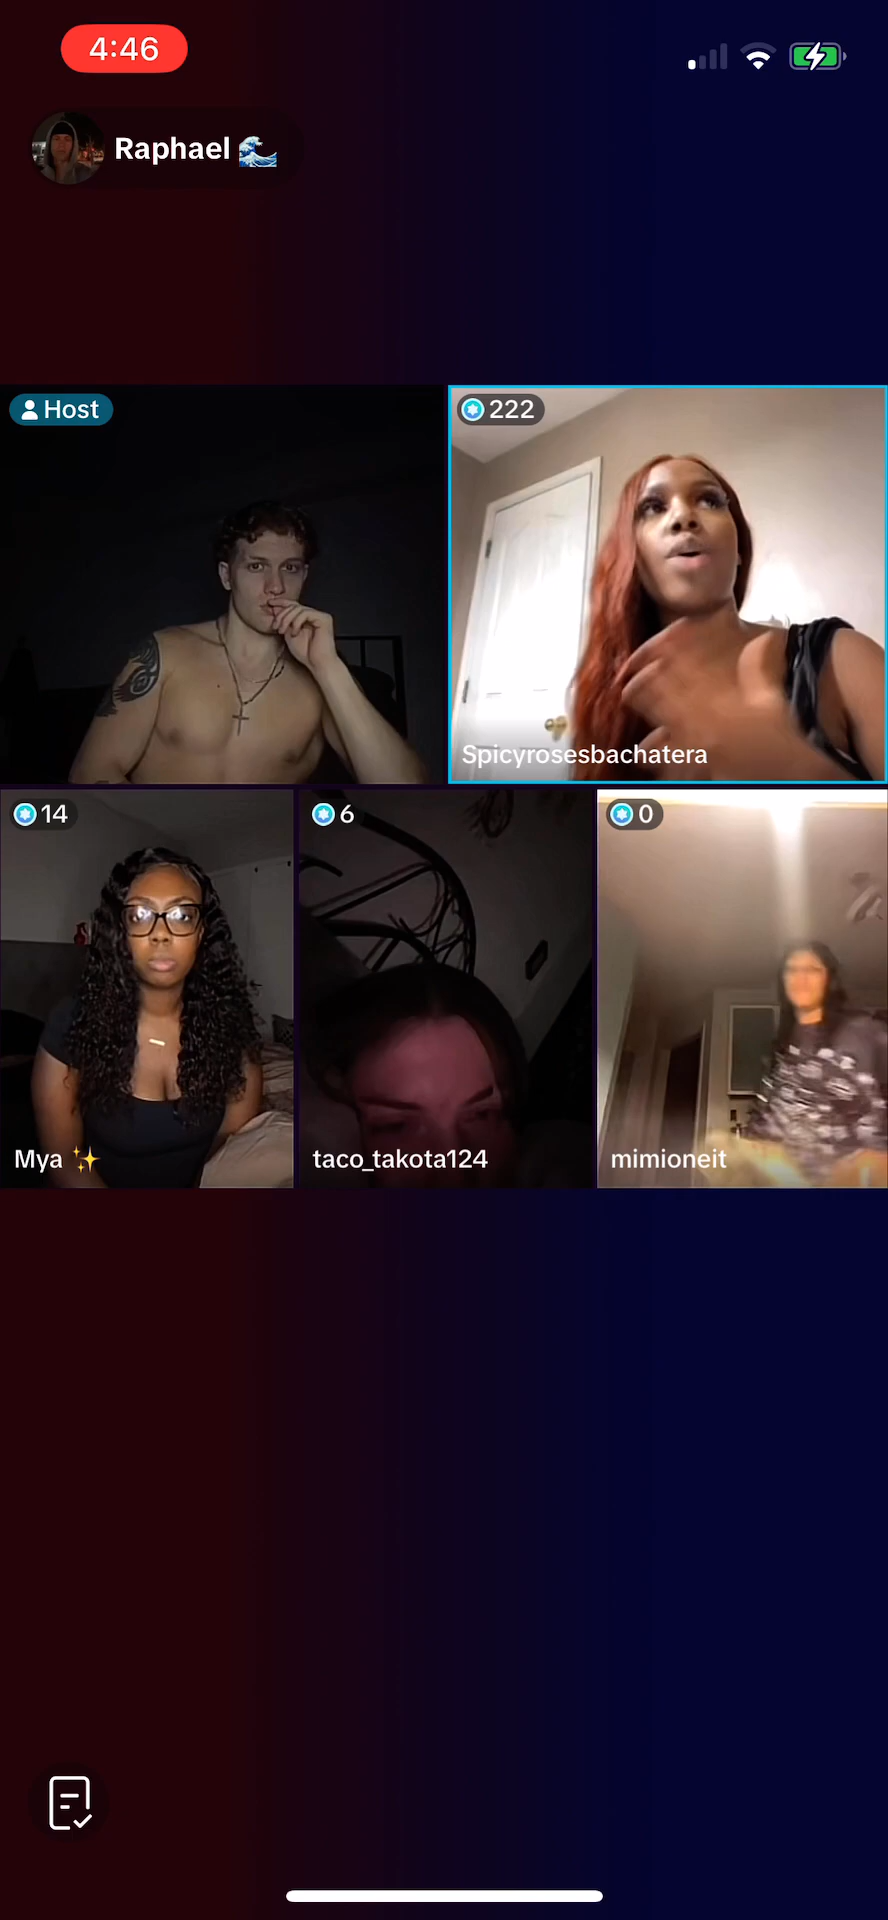 4:46
Raphael 🌊
Host
222
Spicyrosesbachatera
14
6
0
Mya ✨
taco_takota124
mimioneit